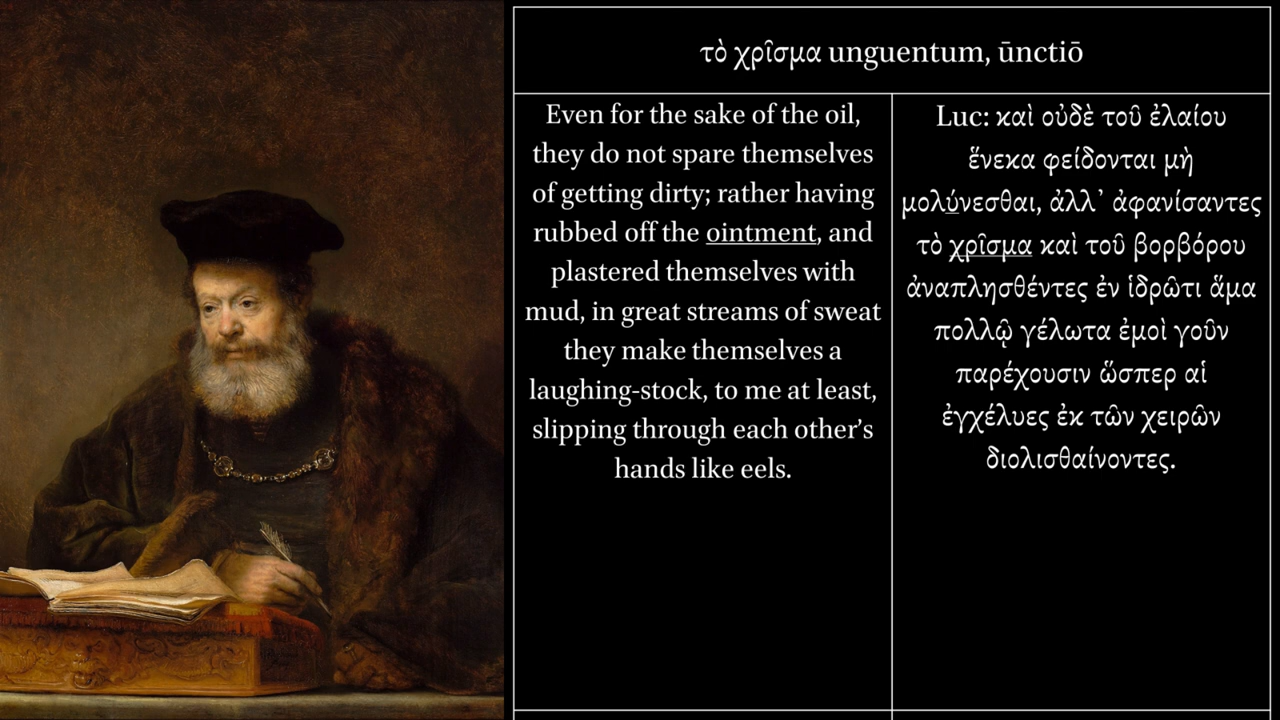 τὸ χρῖσμα unguentum, ūnctiō
Even for the sake of the oil,
they do not spare themselves
of getting dirty; rather having
rubbed off the ointment, and
plastered themselves with
mud, in great streams of sweat
they make themselves a
laughing-stock, to me at least,
slipping through each other’s
hands like eels.
Luc: καὶ οὐδὲ τοῦ ἐλαίου
ἕνεκα φείδονται μὴ
μολύνεσθαι, ἀλλ’ ἀφανίσαντες
τὸ χρῖσμα καὶ τοῦ βορβόρου
ἀναπλησθέντες ἐν ἱδρῶτι ἅμα
πολλῷ γέλωτα ἐμοὶ γοῦν
παρέχουσιν ὥσπερ αἱ
ἐγχέλυες ἐκ τῶν χειρῶν
διολισθαίνοντες.